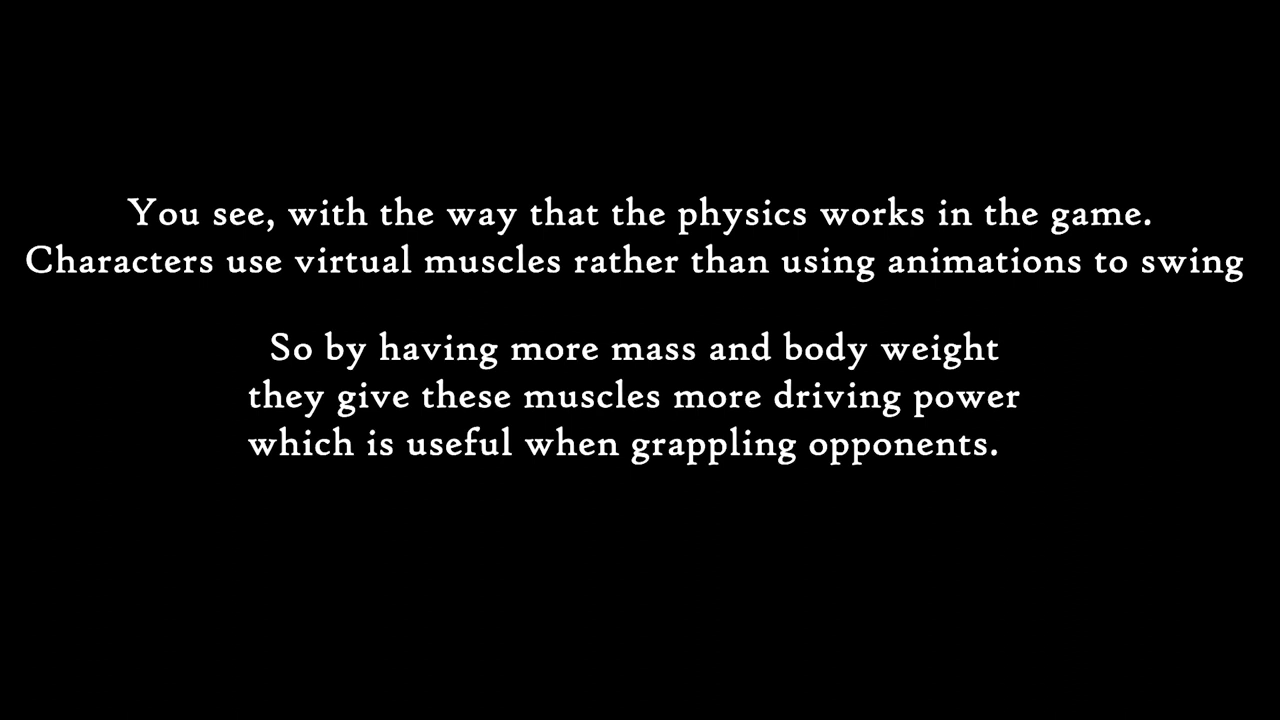 You see, with the way that the physics works in the game.
Characters use virtual muscles rather than using animations to swing
So by having more mass and body weight
they give these muscles more driving power
which is useful when grappling opponents.